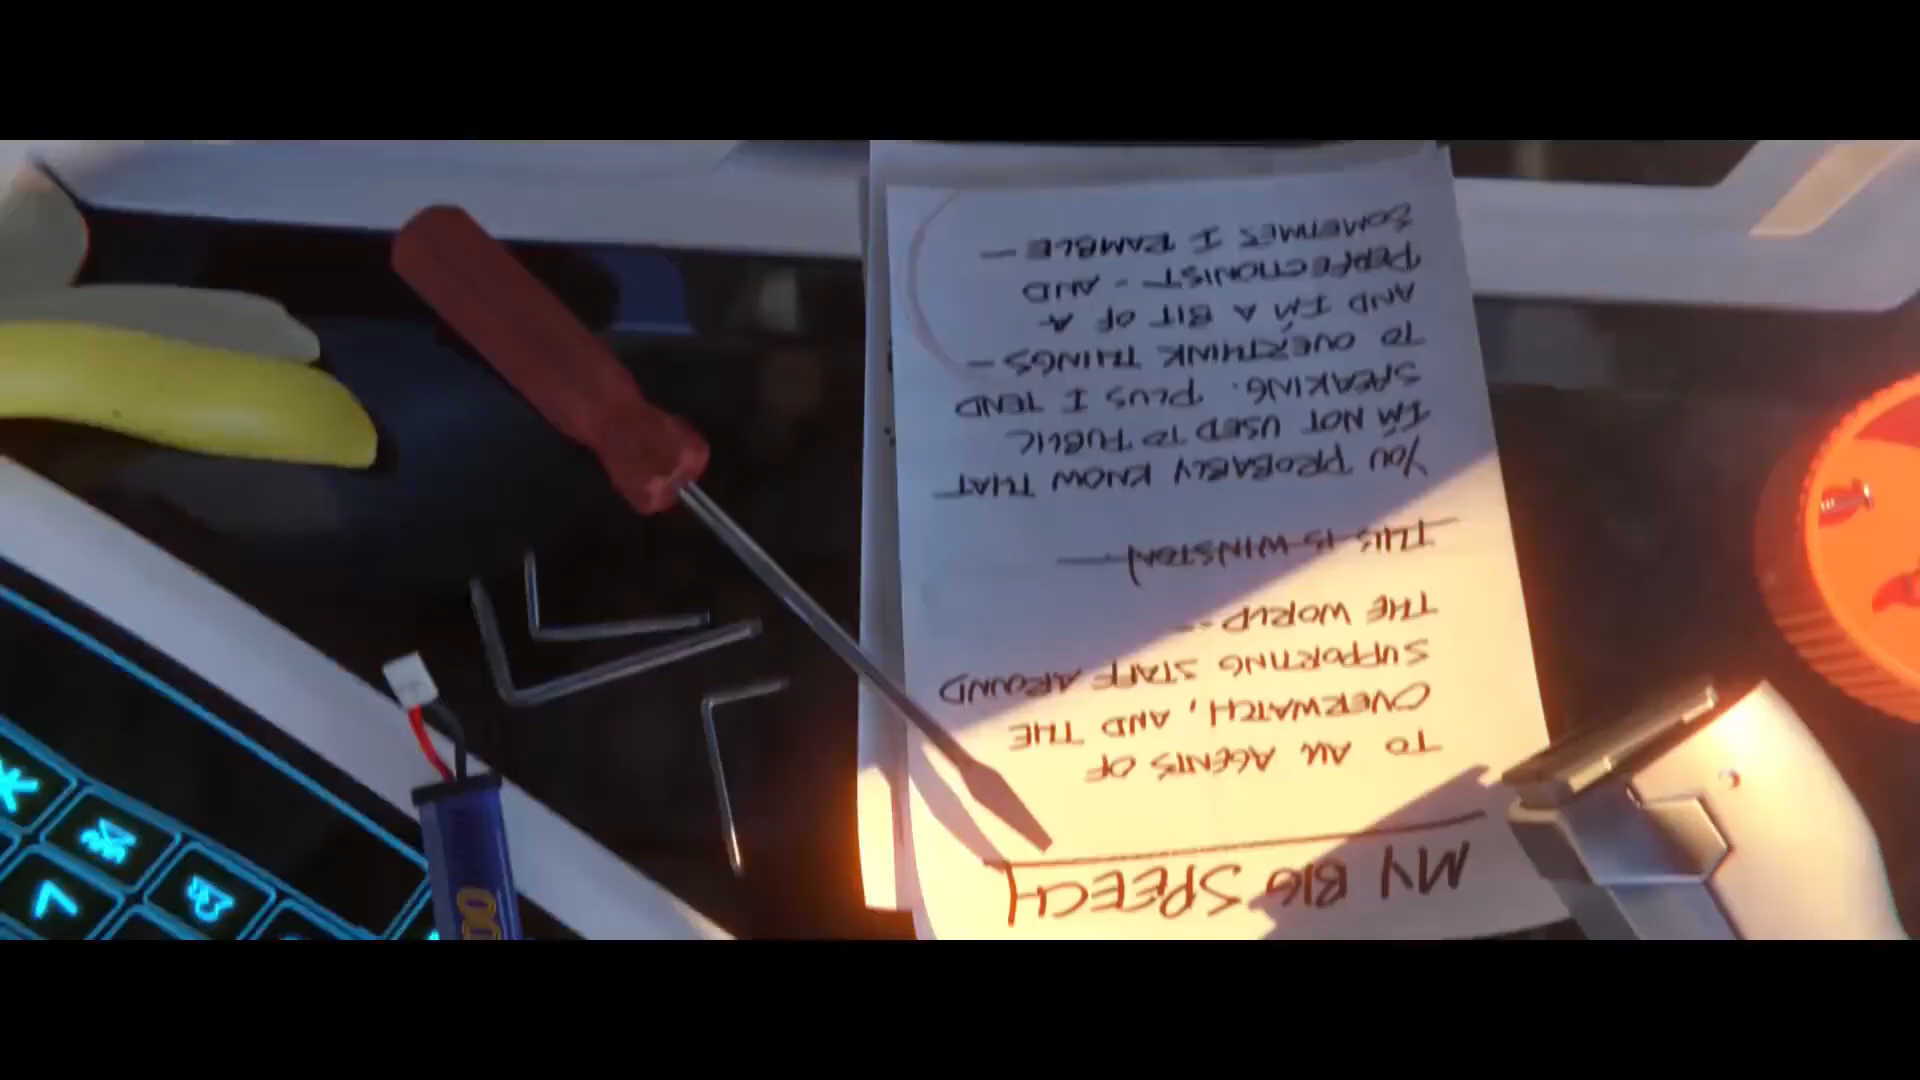 MY BIG SPEECH
TO ALL AGENTS OF
OVERWATCH, AND THE
SUPPORTING STAFF AROUND
THE WORLD--
THIS IS WINSTON
YOU PROBABLY KNOW THAT
I'M NOT USED TO PUBLIC
SPEAKING. PLUS I TEND
TO OVERTHINK THINGS-
AND I'M A BIT OF A
PERFECTIONIST - AND
SOMETIMES I RAMBLE-
7